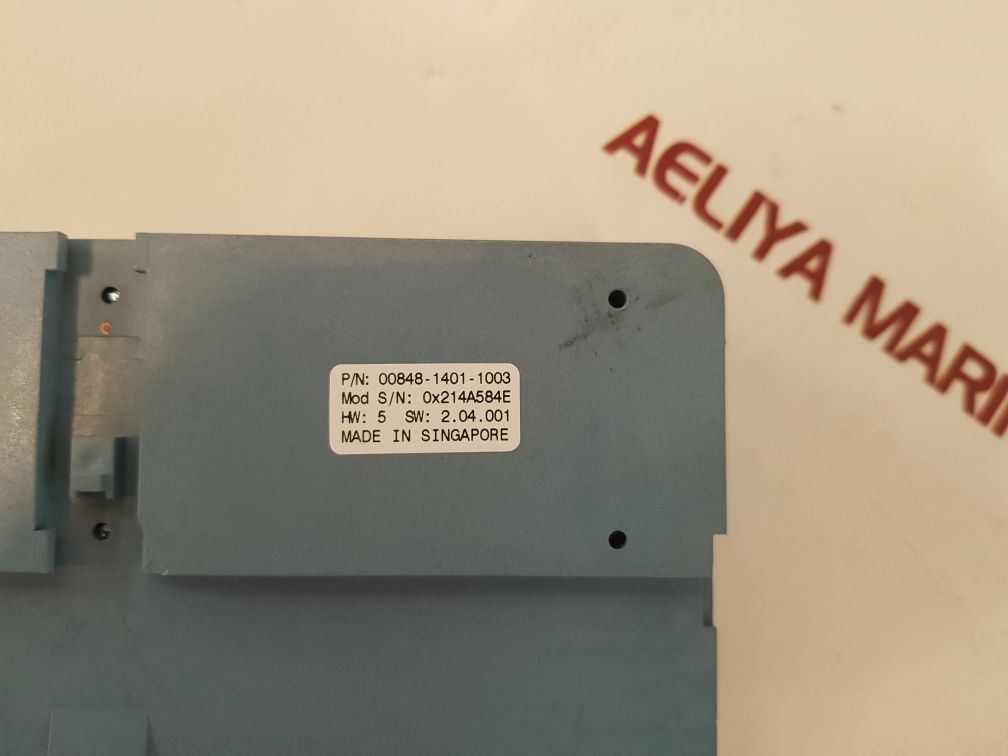 AELIYA MARI
P/N: 00848-1401-1003
Mod S/N: 0x214A584E
HW: 5 SW: 2.04.001
MADE IN SINGAPORE